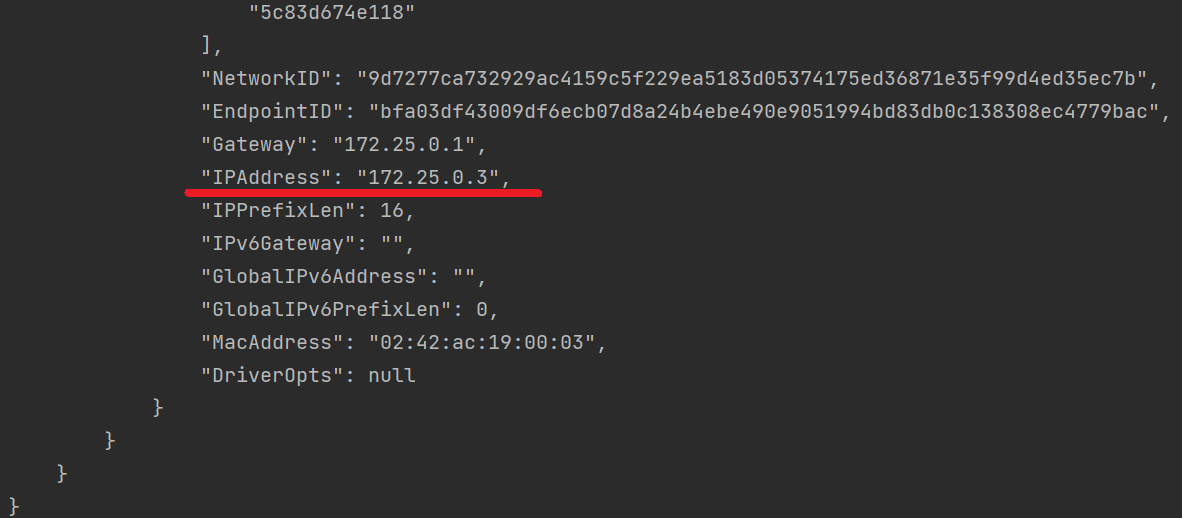 "5c83d674e118"
],
"NetworkID": "9d7277ca732929ac4159c5f229ea5183d05374175ed36871e35f99d4ed35ec7b",
"EndpointID": "bfa03df43009df6ecb07d8a24b4ebe490e9051994bd83db0c138308ec4779bac",
"Gateway": "172.25.0.1",
"IPAddress": "172.25.0.3",
"IPPrefixLen": 16,
"IPv6Gateway": "",
"GlobalIPv6Address": "",
"GlobalIPv6PrefixLen": 0,
"MacAddress": "02:42:ac:19:00:03",
"DriverOpts": null
}
}
}
}